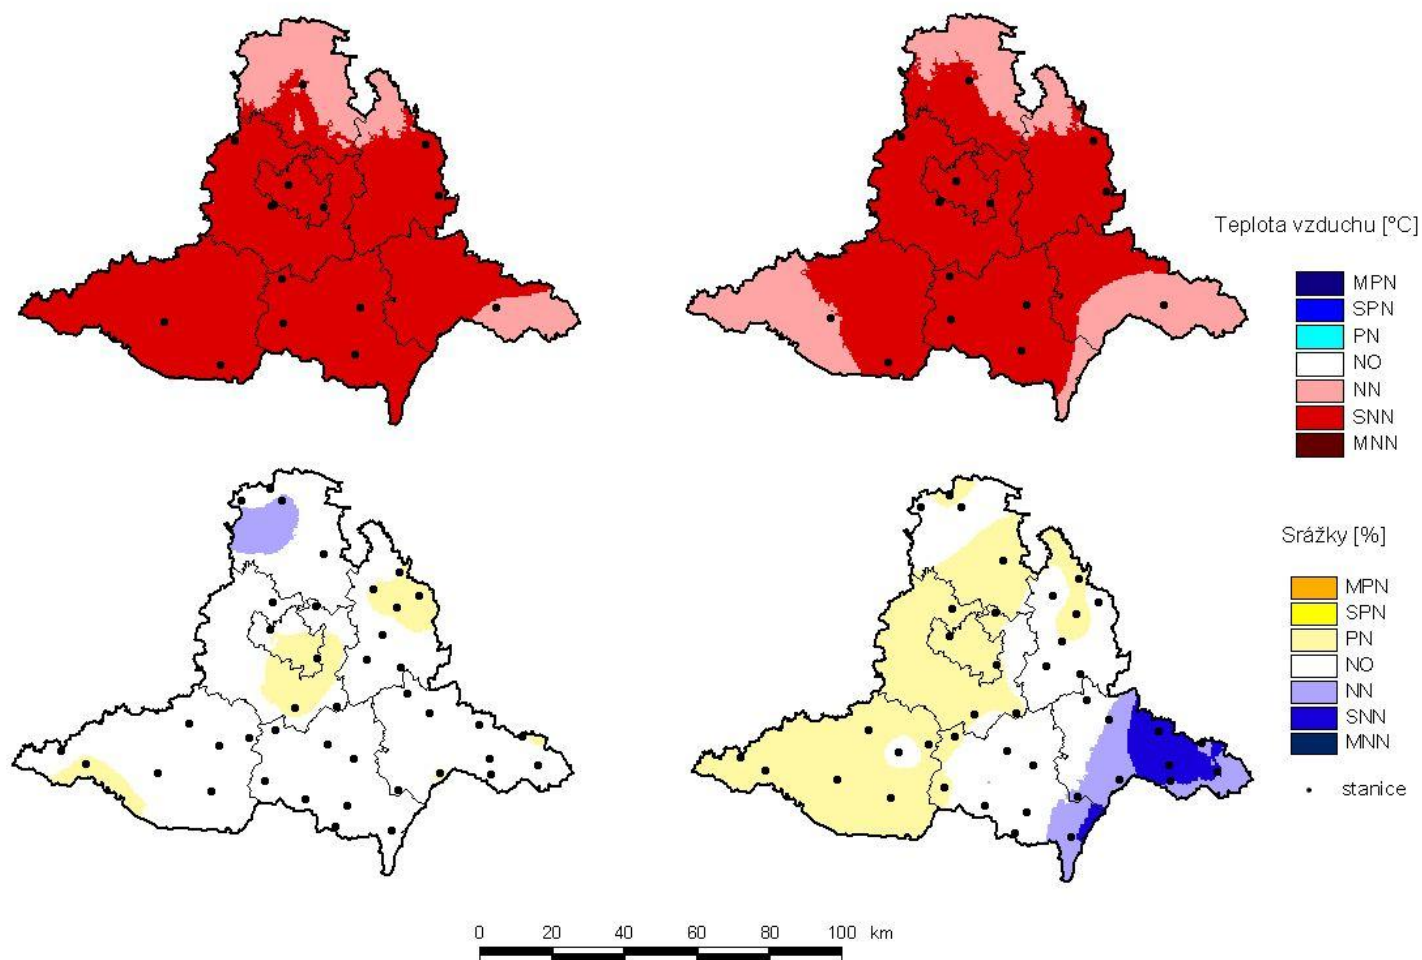 Teplota vzduchu [°C]
MPN
SPN
PN
NO
NN
SNN
MNN
Srážky [%]
MPN
SPN
PN
NO
NN
SNN
MNN
stanice
0 20 40 60 80 100 km